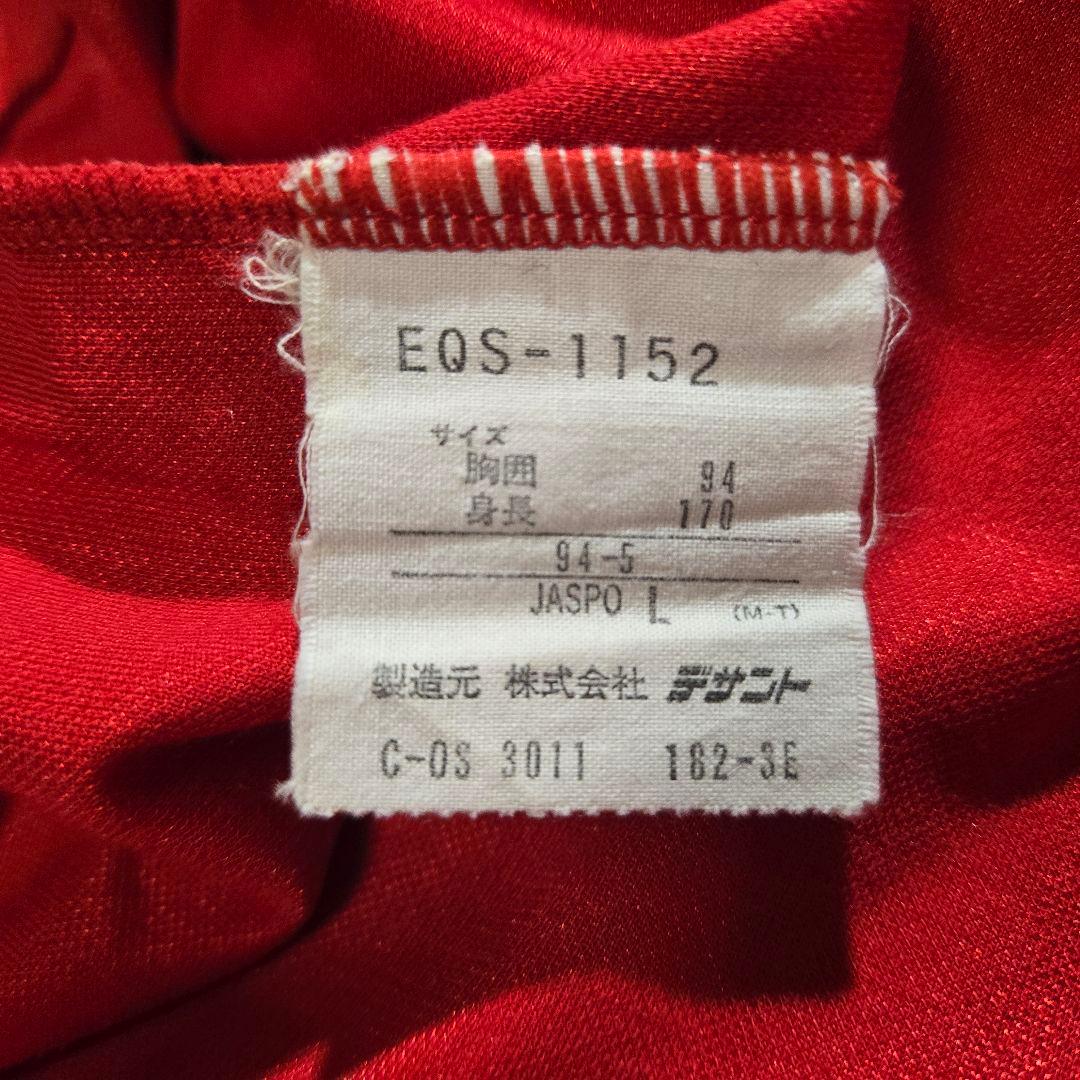 EQS-1152
サイズ
胸囲 94
身長 170
94-5
JASPO L (M-T)
製造元 株式会社 デサント
C-OS 3011 162-3E